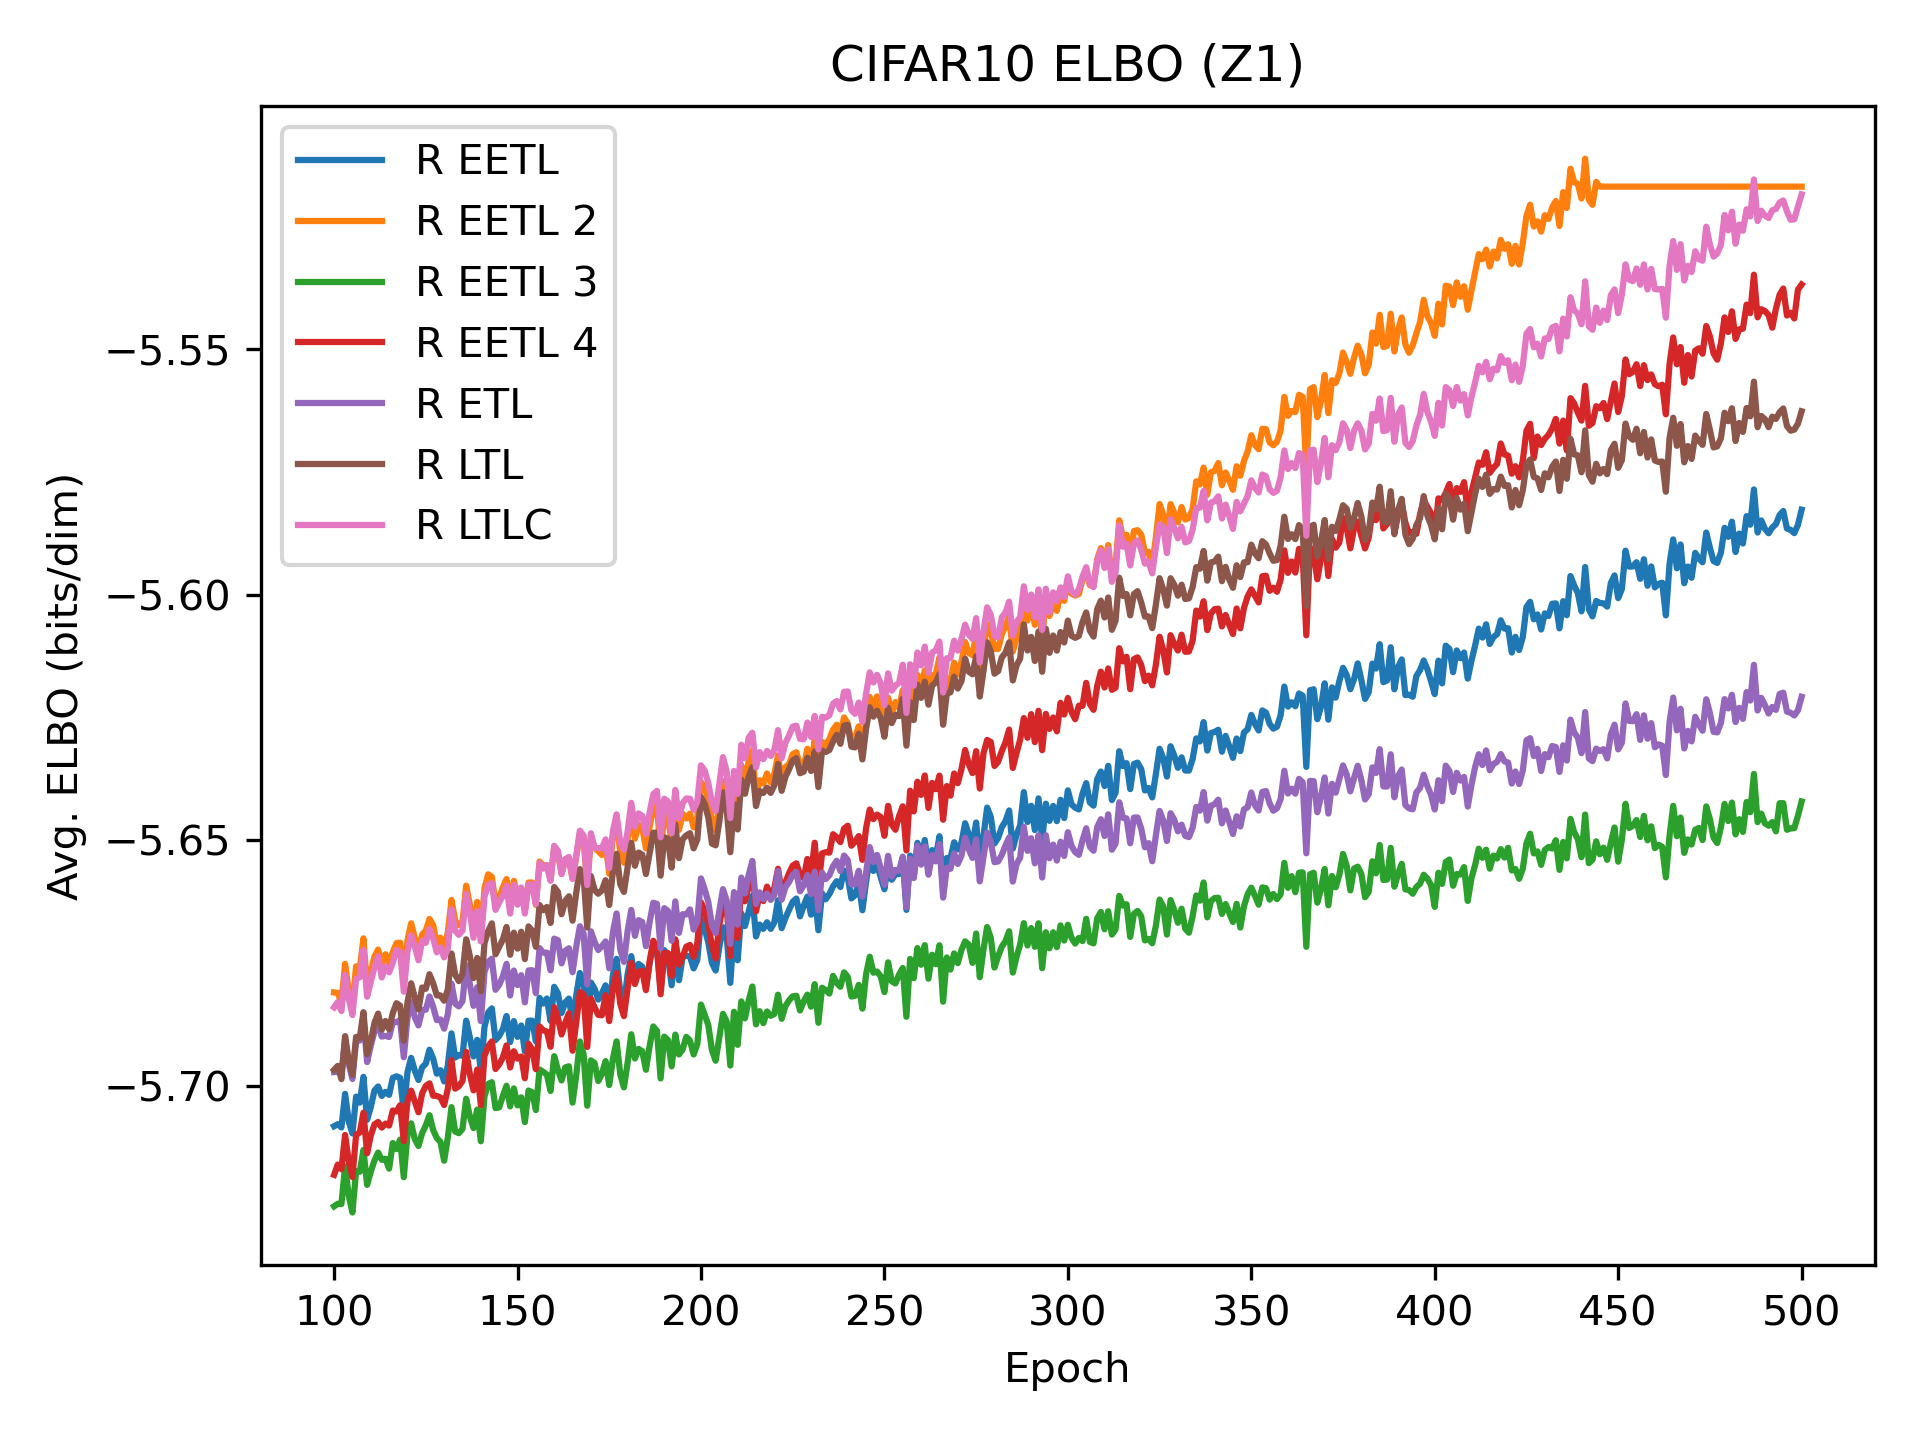 CIFAR10 ELBO (Z1)
R EETL
R EETL 2
R EETL 3
R EETL 4
R ETL
R LTL
R LTLC
Avg. ELBO (bits/dim)
−5.55
−5.60
−5.65
−5.70
100 150 200 250 300 350 400 450 500
Epoch